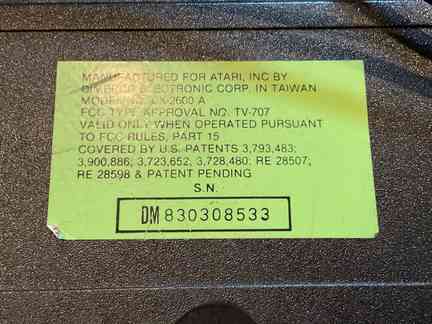 MANUFACTURED FOR ATARI, INC BY
ELECTRONIC CORP. IN TAIWAN
MODEL NO. CX-2600 A
FCC TYPE APPROVAL NO. TV-707
VALID ONLY WHEN OPERATED PURSUANT
TO FCC RULES, PART 15
COVERED BY U.S. PATENTS 3,793,483;
3,900,886; 3,723,652; 3,728,480; RE 28507;
RE 28598 & PATENT PENDING
S.N.
DM 830308533